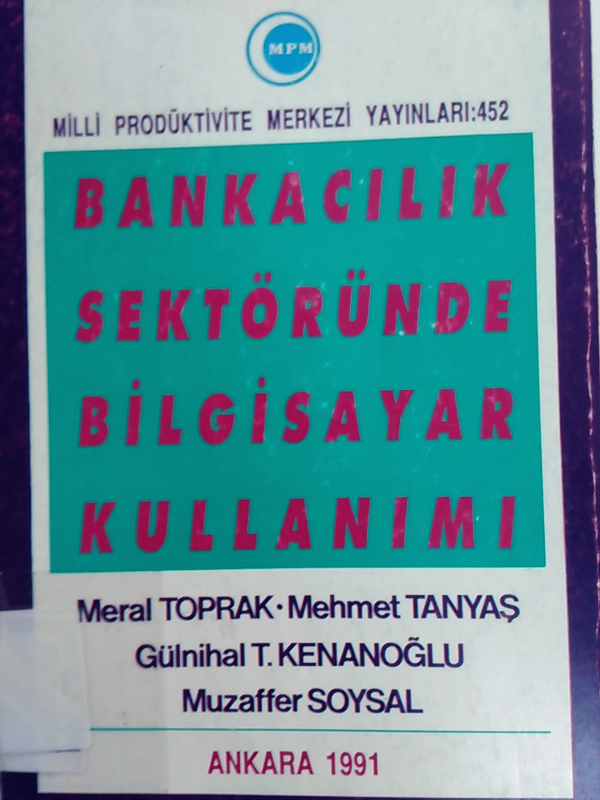 MPM
MİLLİ PRODÜKTİVİTE MERKEZİ YAYINLARI:452
BANKACILIK
SEKTÖRÜNDE
BİLGİSAYAR
KULLANIMI
Meral TOPRAK · Mehmet TANYAŞ
Gülnihal T. KENANOĞLU
Muzaffer SOYSAL
ANKARA 1991